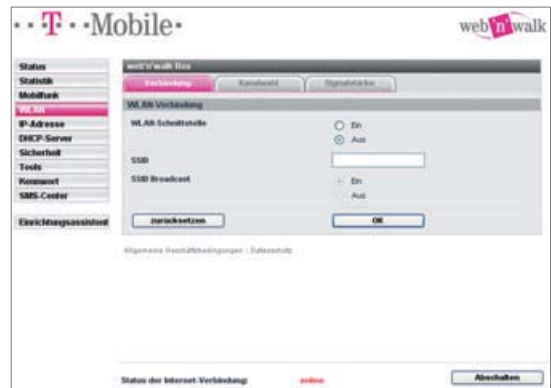 ··T··Mobile·
web'n'walk
Status
Statistik
Mobilfunk
WLAN
IP-Adresse
DHCP-Server
Sicherheit
Tools
Kennwort
SMS-Center
Einrichtungsassistent
web'n'walk Box
Verbindung
Kanalwahl
Signalstärke
WLAN-Verbindung
WLAN-Schnittstelle
Ein
Aus
SSID
SSID Broadcast
Ein
Aus
zurücksetzen
OK
Allgemeine Geschäftsbedingungen | Datenschutz
Status der Internet-Verbindung: online
Abschalten